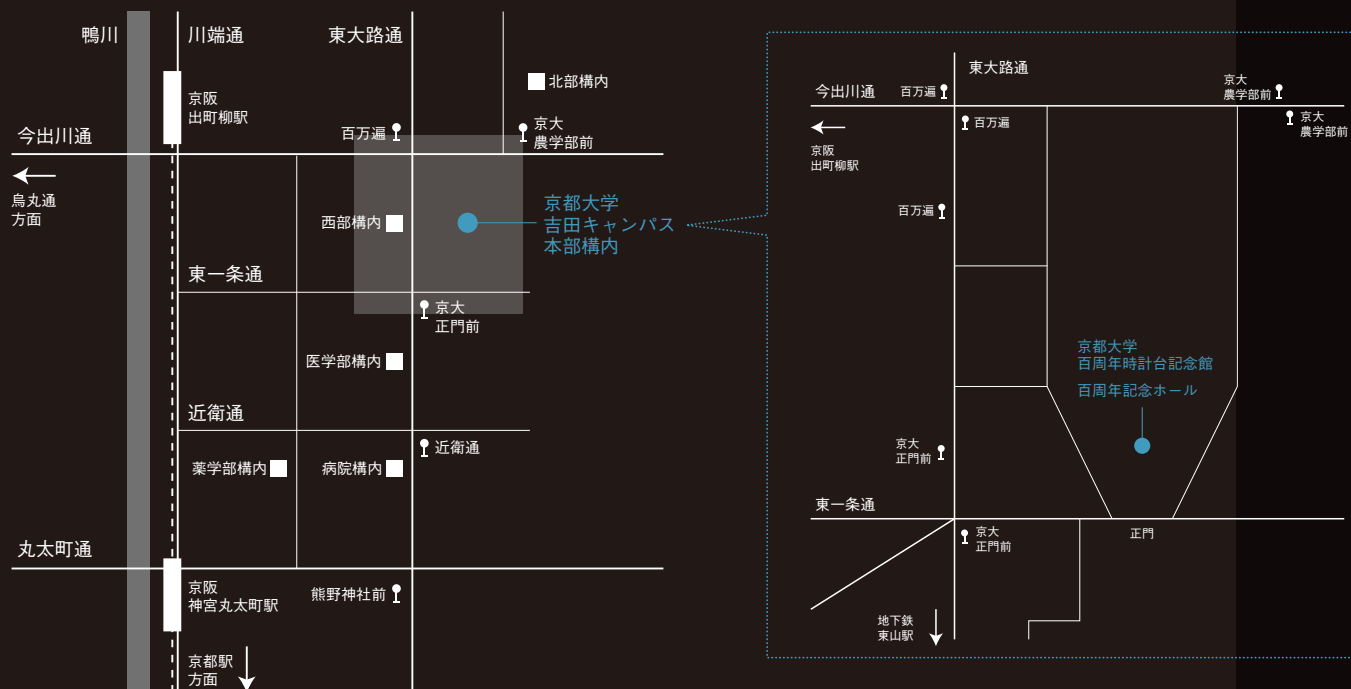 鴨川
川端通
東大路通
北部構内
京阪
出町柳駅
今出川通
百万遍
京大
農学部前
烏丸通
方面
西部構内
京都大学
吉田キャンパス
本部構内
東一条通
京大
正門前
医学部構内
近衛通
近衛通
薬学部構内
病院構内
丸太町通
京阪
神宮丸太町駅
熊野神社前
京都駅
方面
東大路通
今出川通
百万遍
京大
農学部前
百万遍
京大
農学部前
京阪
出町柳駅
百万遍
京都大学
百周年時計台記念館
百周年記念ホール
京大
正門前
東一条通
京大
正門前
正門
地下鉄
東山駅